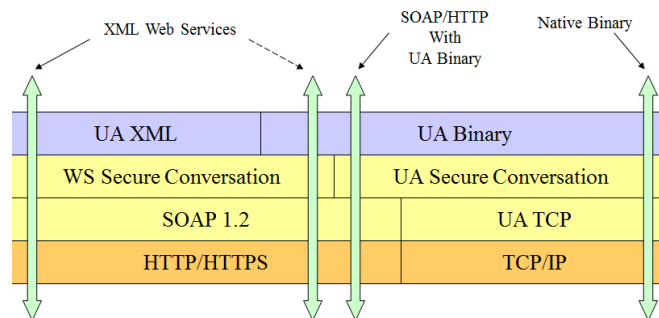 XML Web Services
SOAP/HTTP
With
UA Binary
Native Binary
UA XML
UA Binary
WS Secure Conversation
UA Secure Conversation
SOAP 1.2
UA TCP
HTTP/HTTPS
TCP/IP